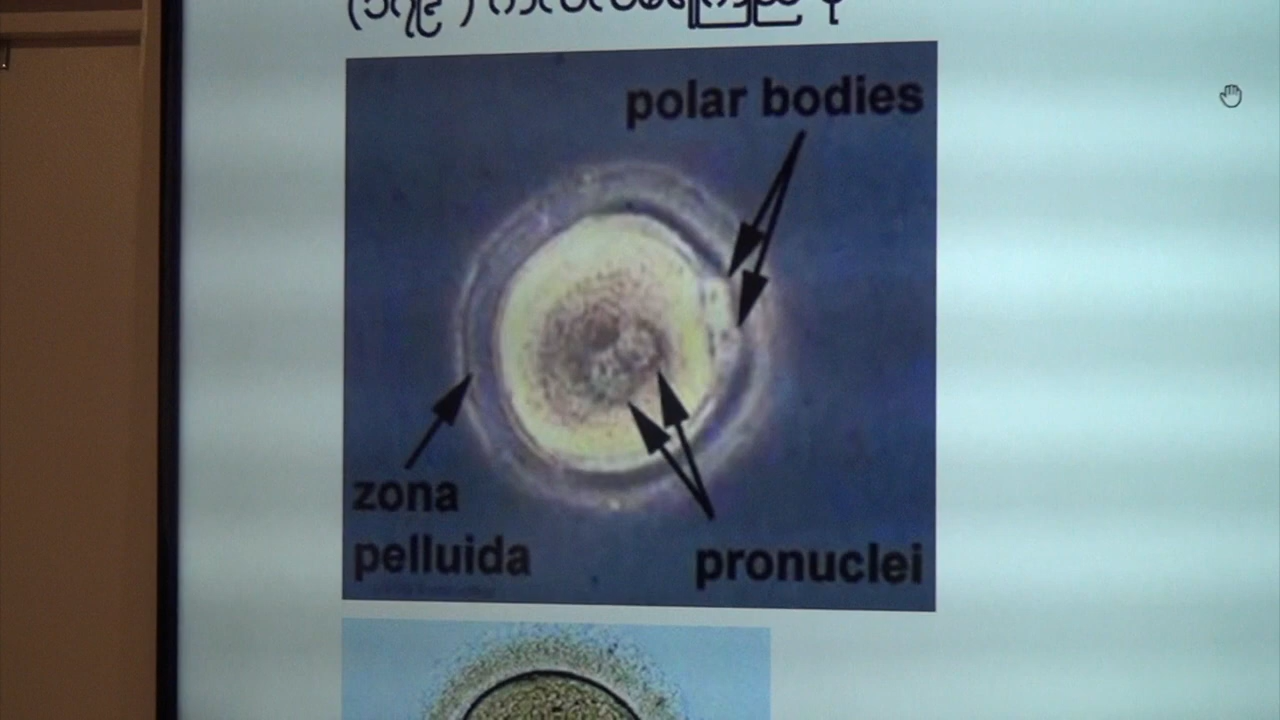 polar bodies
zona
pelluida
pronuclei